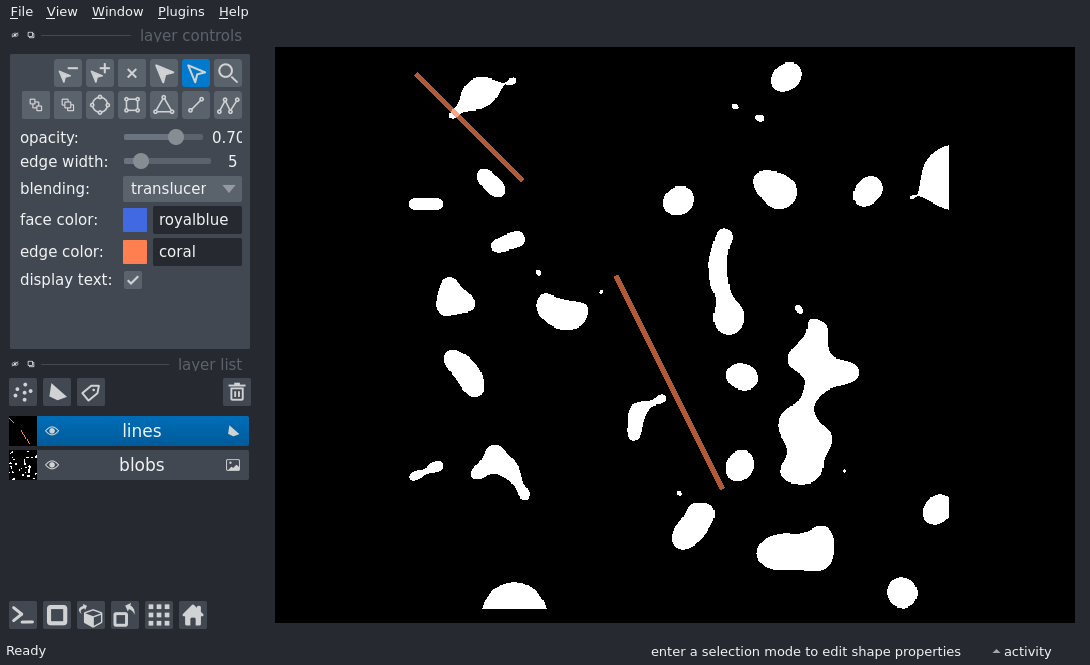 File View Window Plugins Help
layer controls
opacity: 0.70
edge width: 5
blending: translucer
face color: royalblue
edge color: coral
display text:
layer list
lines
blobs
Ready enter a selection mode to edit shape properties activity